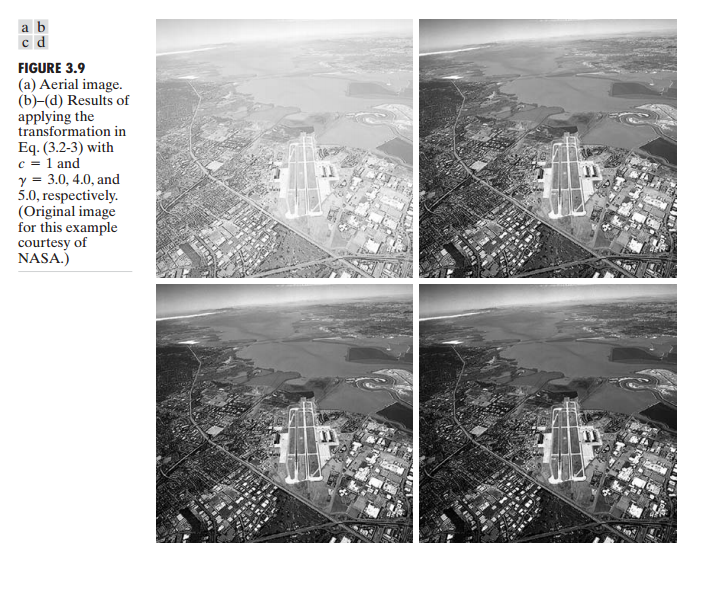 a b
c d
FIGURE 3.9
(a) Aerial image.
(b)–(d) Results of
applying the
transformation in
Eq. (3.2-3) with
c = 1 and
γ = 3.0, 4.0, and
5.0, respectively.
(Original image
for this example
courtesy of
NASA.)